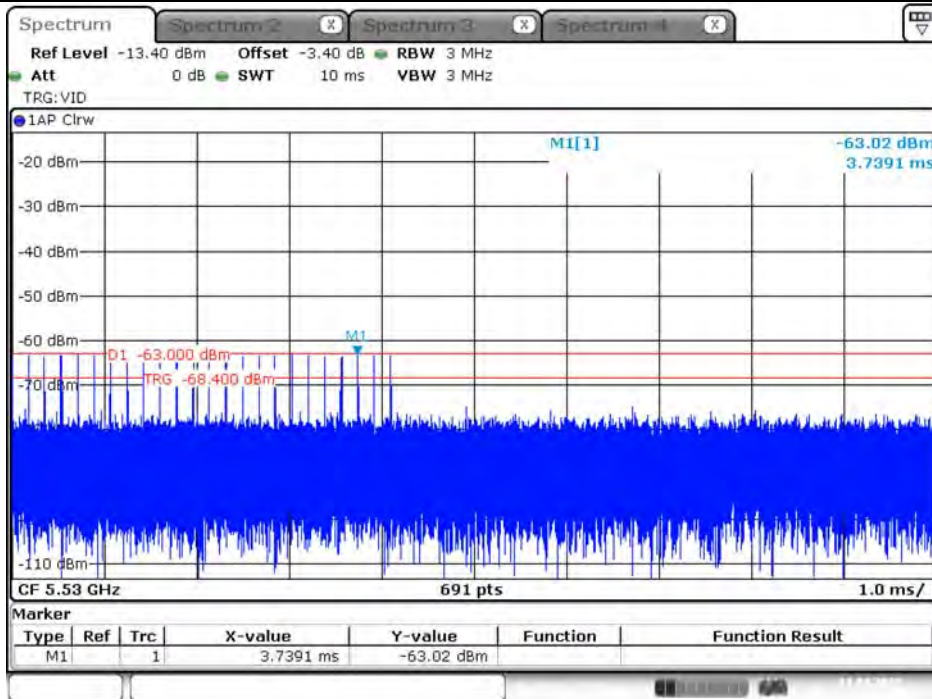 Spectrum Spectrum 2 X Spectrum 3 X Spectrum 4 X
Ref Level -13.40 dBm Offset -3.40 dB RBW 3 MHz
Att 0 dB SWT 10 ms VBW 3 MHz
TRG:VID
1AP Clrw
M1[1] -63.02 dBm
3.7391 ms
-20 dBm
-30 dBm
-40 dBm
-50 dBm
-60 dBm
M1
D1 -63.000 dBm
TRG -68.400 dBm
-70 dBm
-110 dBm
CF 5.53 GHz 691 pts 1.0 ms/
Marker
Type Ref Trc X-value Y-value Function Function Result
M1 1 3.7391 ms -63.02 dBm